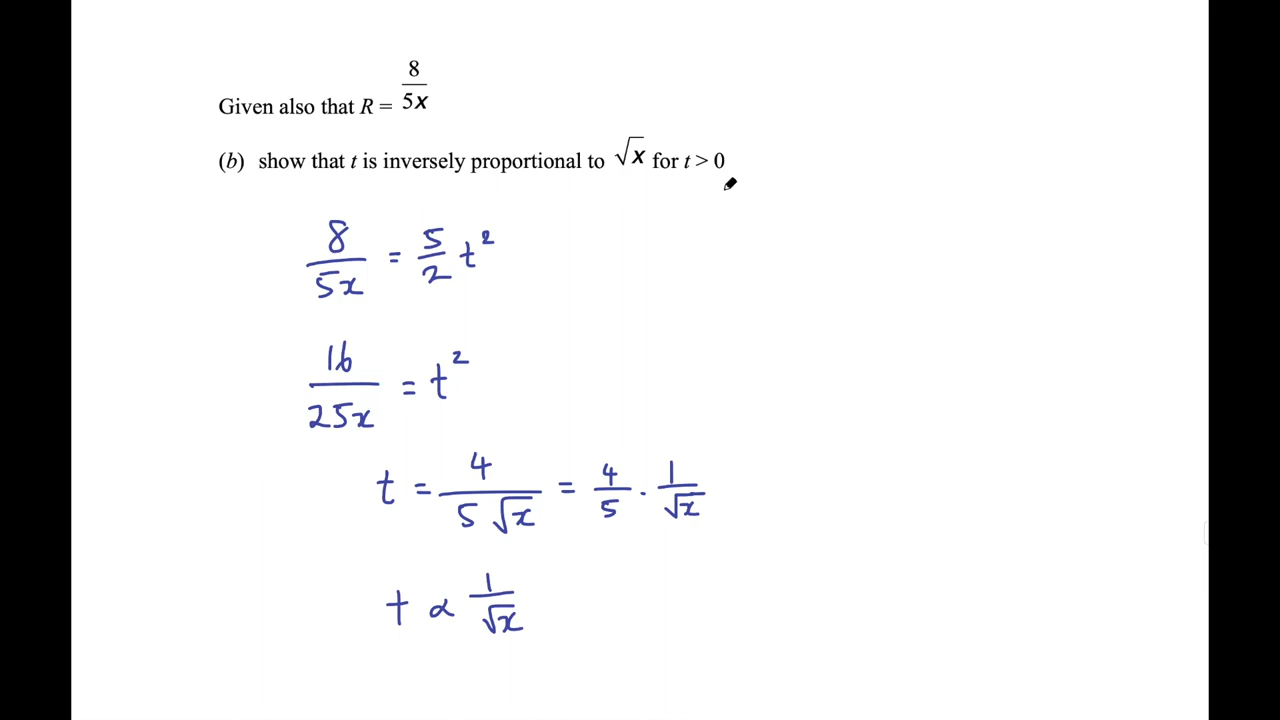 Given also that R = 8/5x
(b) show that t is inversely proportional to √x for t > 0
8/5x = 5/2 t²
16/25x = t²
t = 4/5√x = 4/5 · 1/√x
t ∝ 1/√x